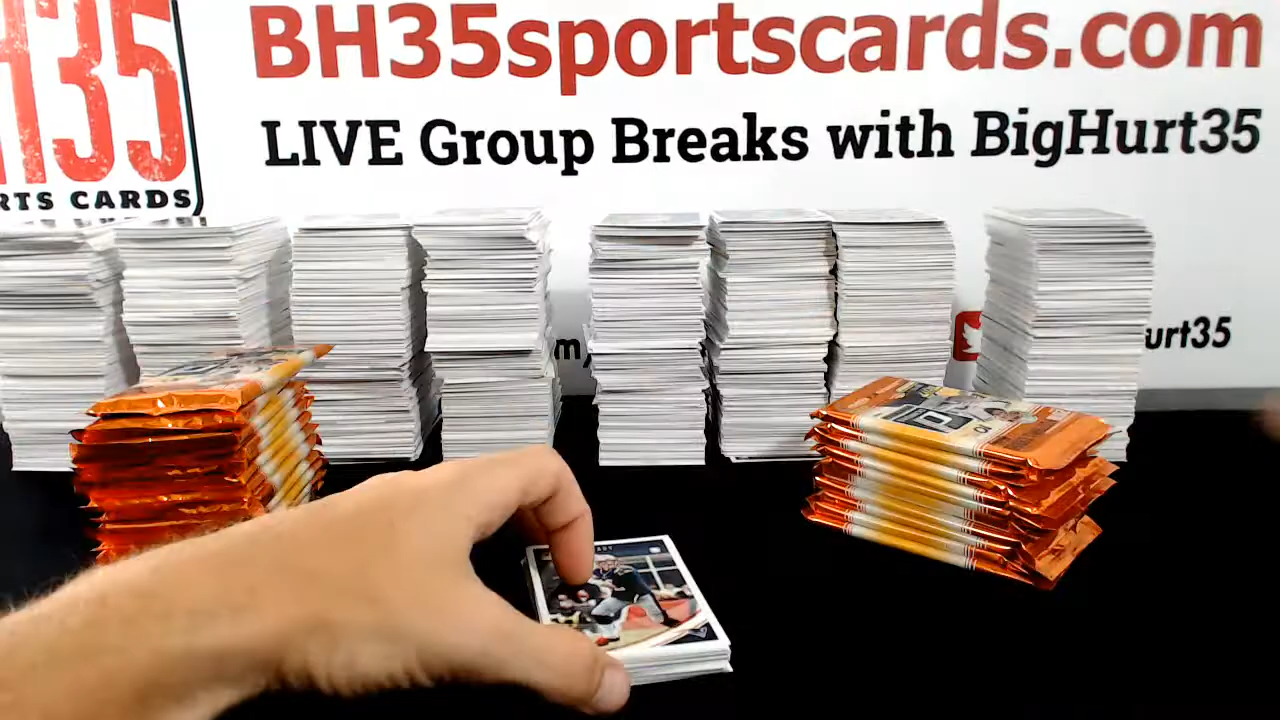 BH35sportscards.com
H35
LIVE Group Breaks with BigHurt35
RTS CARDS
urt35